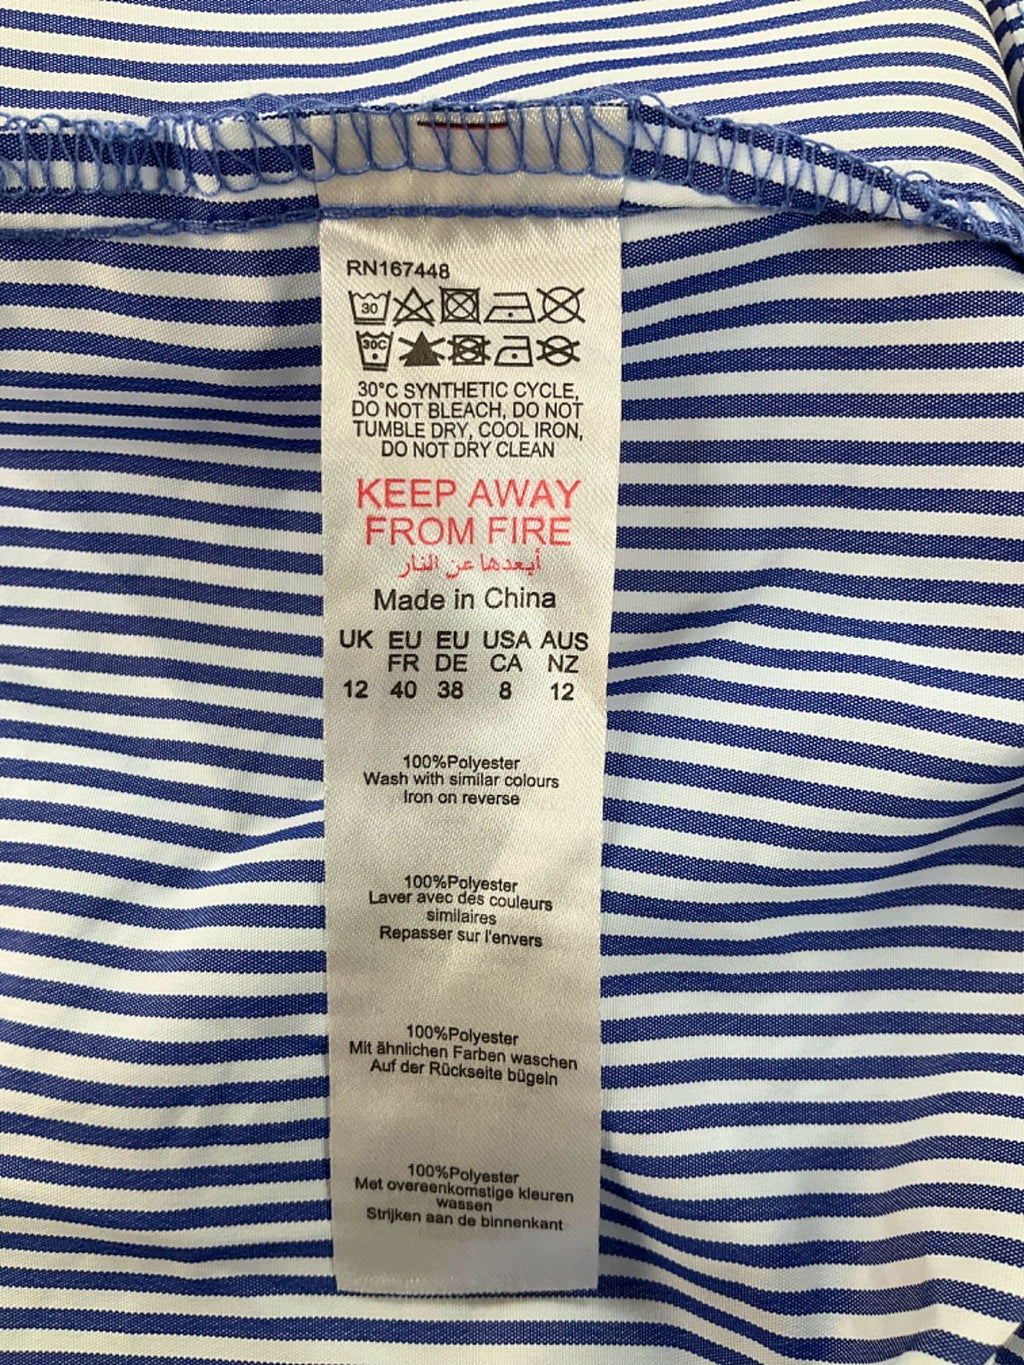 RN167448
30
30C
30°C SYNTHETIC CYCLE,
DO NOT BLEACH, DO NOT
TUMBLE DRY, COOL IRON,
DO NOT DRY CLEAN
KEEP AWAY
FROM FIRE
أبعدها عن النار
Made in China
UK EU EU USA AUS
FR DE CA NZ
12 40 38 8 12
100%Polyester
Wash with similar colours
Iron on reverse
100%Polyester
Laver avec des couleurs
similaires
Repasser sur l'envers
100%Polyester
Mit ähnlichen Farben waschen
Auf der Rückseite bügeln
100%Polyester
Met overeenkomstige kleuren
wassen
Strijken aan de binnenkant